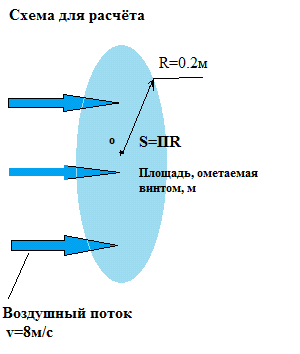 Схема для расчёта
R=0.2м
o
S=ПR
Площадь, ометаемая
винтом, м
Воздушный поток
v=8м/с